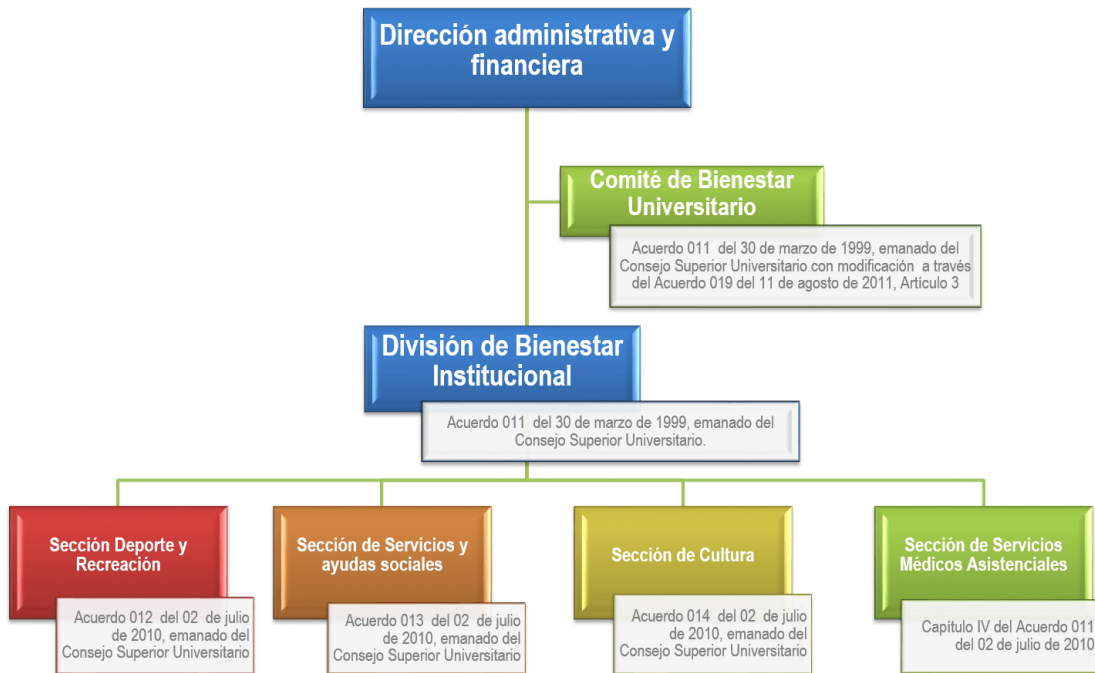 Dirección administrativa y
financiera
Comité de Bienestar
Universitario
Acuerdo 011 del 30 de marzo de 1999, emanado del
Consejo Superior Universitario con modificación a través
del Acuerdo 019 del 11 de agosto de 2011, Artículo 3
División de Bienestar
Institucional
Acuerdo 011 del 30 de marzo de 1999, emanado del
Consejo Superior Universitario.
Sección Deporte y
Recreación
Acuerdo 012 del 02 de julio
de 2010, emanado del
Consejo Superior Universitario
Sección de Servicios y
ayudas sociales
Acuerdo 013 del 02 de julio
de 2010, emanado del
Consejo Superior Universitario
Sección de Cultura
Acuerdo 014 del 02 de julio
de 2010, emanado del
Consejo Superior Universitario
Sección de Servicios
Médicos Asistenciales
Capitulo IV del Acuerdo 011
del 02 de julio de 2010